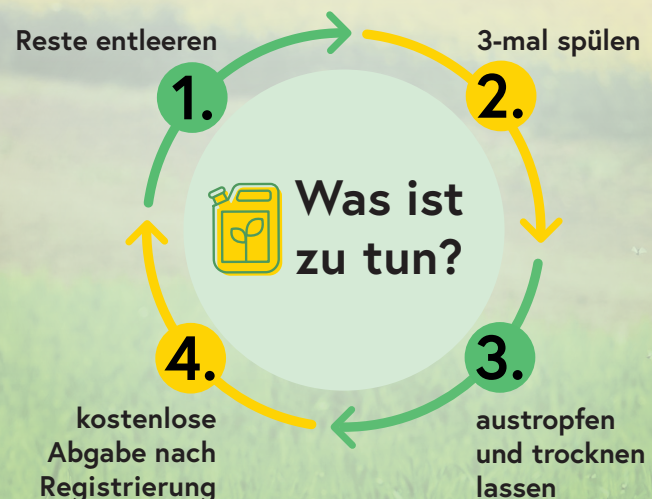 Reste entleeren
1.
3-mal spülen
2.
Was ist
zu tun?
3.
austropfen
und trocknen
lassen
4.
kostenlose
Abgabe nach
Registrierung